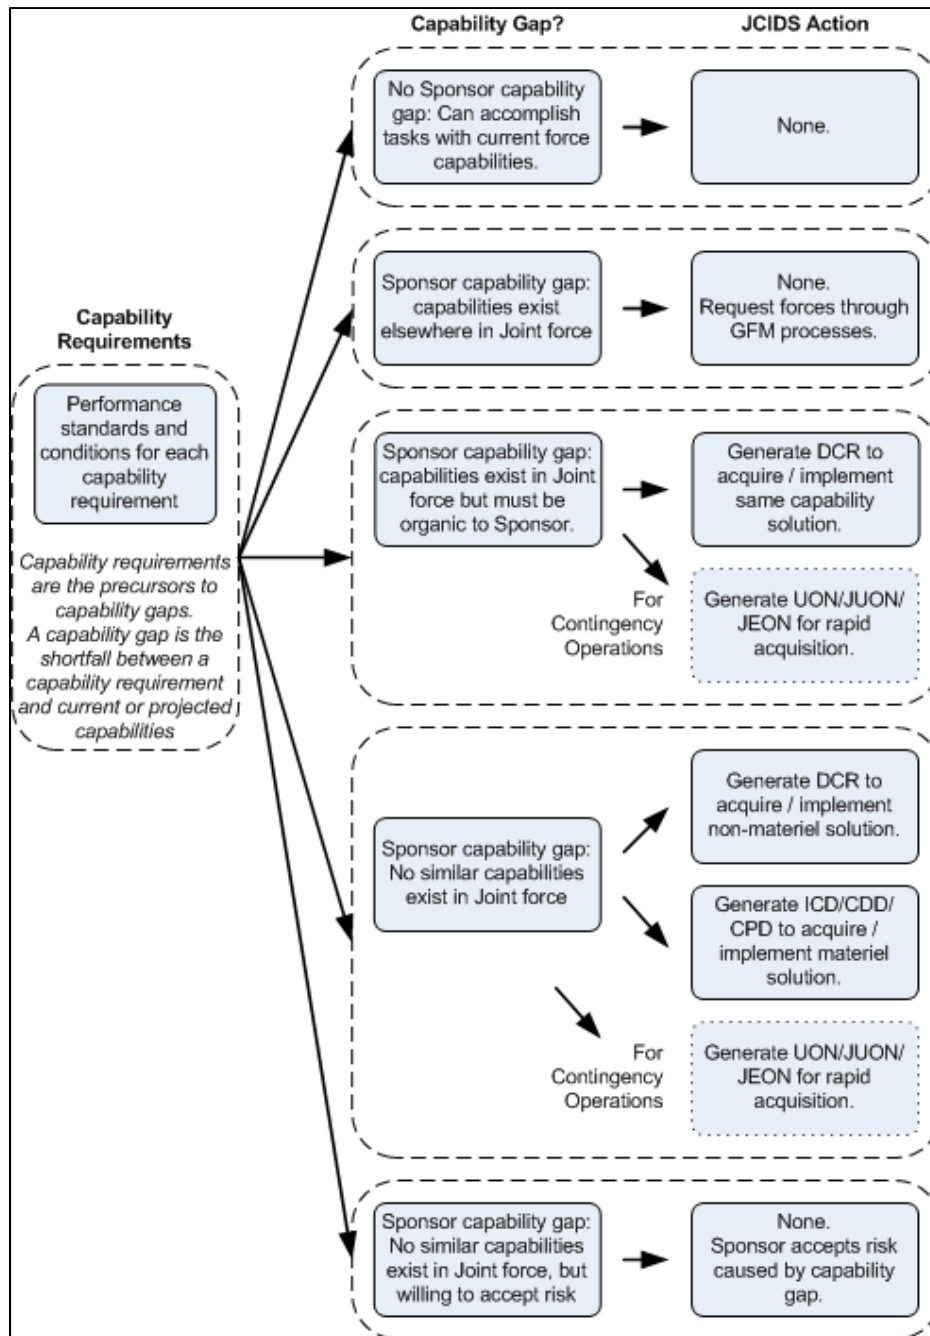 Capability Gap?
JCIDS Action
No Sponsor capability
gap: Can accomplish
tasks with current force
capabilities.
None.
Sponsor capability gap:
capabilities exist
elsewhere in Joint force
None.
Request forces through
GFM processes.
Capability
Requirements
Performance
standards and
conditions for each
capability
requirement
Capability requirements
are the precursors to
capability gaps.
A capability gap is the
shortfall between a
capability requirement
and current or projected
capabilities
Sponsor capability gap:
capabilities exist in Joint
force but must be
organic to Sponsor.
Generate DCR to
acquire / implement
same capability
solution.
For
Contingency
Operations
Generate UON/JUON/
JEON for rapid
acquisition.
Sponsor capability gap:
No similar capabilities
exist in Joint force
Generate DCR to
acquire / implement
non-materiel solution.
Generate ICD/CDD/
CPD to acquire /
implement materiel
solution.
For
Contingency
Operations
Generate UON/JUON/
JEON for rapid
acquisition.
Sponsor capability gap:
No similar capabilities
exist in Joint force, but
willing to accept risk
None.
Sponsor accepts risk
caused by capability
gap.